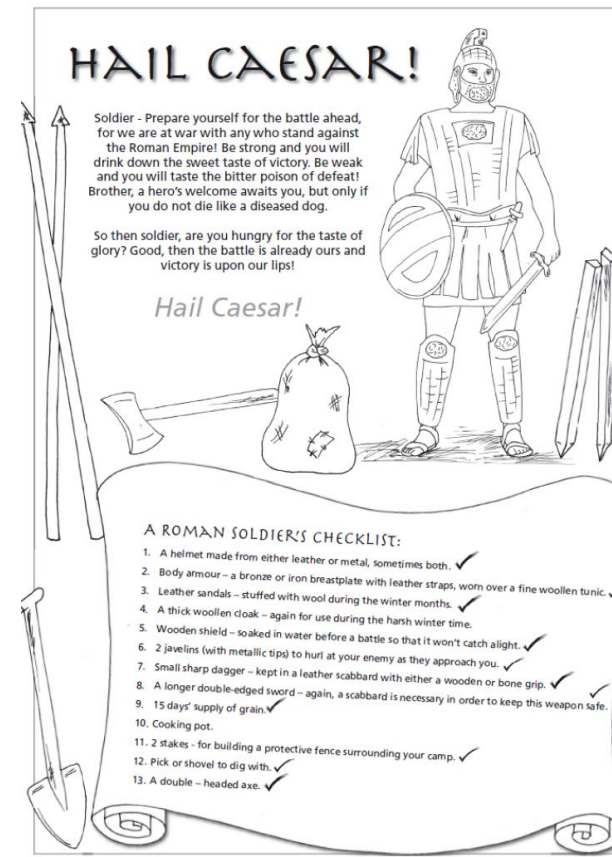 HAIL CAESAR!
Soldier - Prepare yourself for the battle ahead,
for we are at war with any who stand against
the Roman Empire! Be strong and you will
drink down the sweet taste of victory. Be weak
and you will taste the bitter poison of defeat!
Brother, a hero's welcome awaits you, but only if
you do not die like a diseased dog.
So then soldier, are you hungry for the taste of
glory? Good, then the battle is already ours and
victory is upon our lips!
Hail Caesar!
A ROMAN SOLDIER'S CHECKLIST:
1. A helmet made from either leather or metal, sometimes both.
2. Body armour – a bronze or iron breastplate with leather straps, worn over a fine woollen tunic.
3. Leather sandals – stuffed with wool during the winter months.
4. A thick woollen cloak – again for use during the harsh winter time.
5. Wooden shield – soaked in water before a battle so that it won't catch alight.
6. 2 javelins (with metallic tips) to hurl at your enemy as they approach you.
7. Small sharp dagger – kept in a leather scabbard with either a wooden or bone grip.
8. A longer double-edged sword – again, a scabbard is necessary in order to keep this weapon safe.
9. 15 days' supply of grain.
10. Cooking pot.
11. 2 stakes - for building a protective fence surrounding your camp.
12. Pick or shovel to dig with.
13. A double – headed axe.